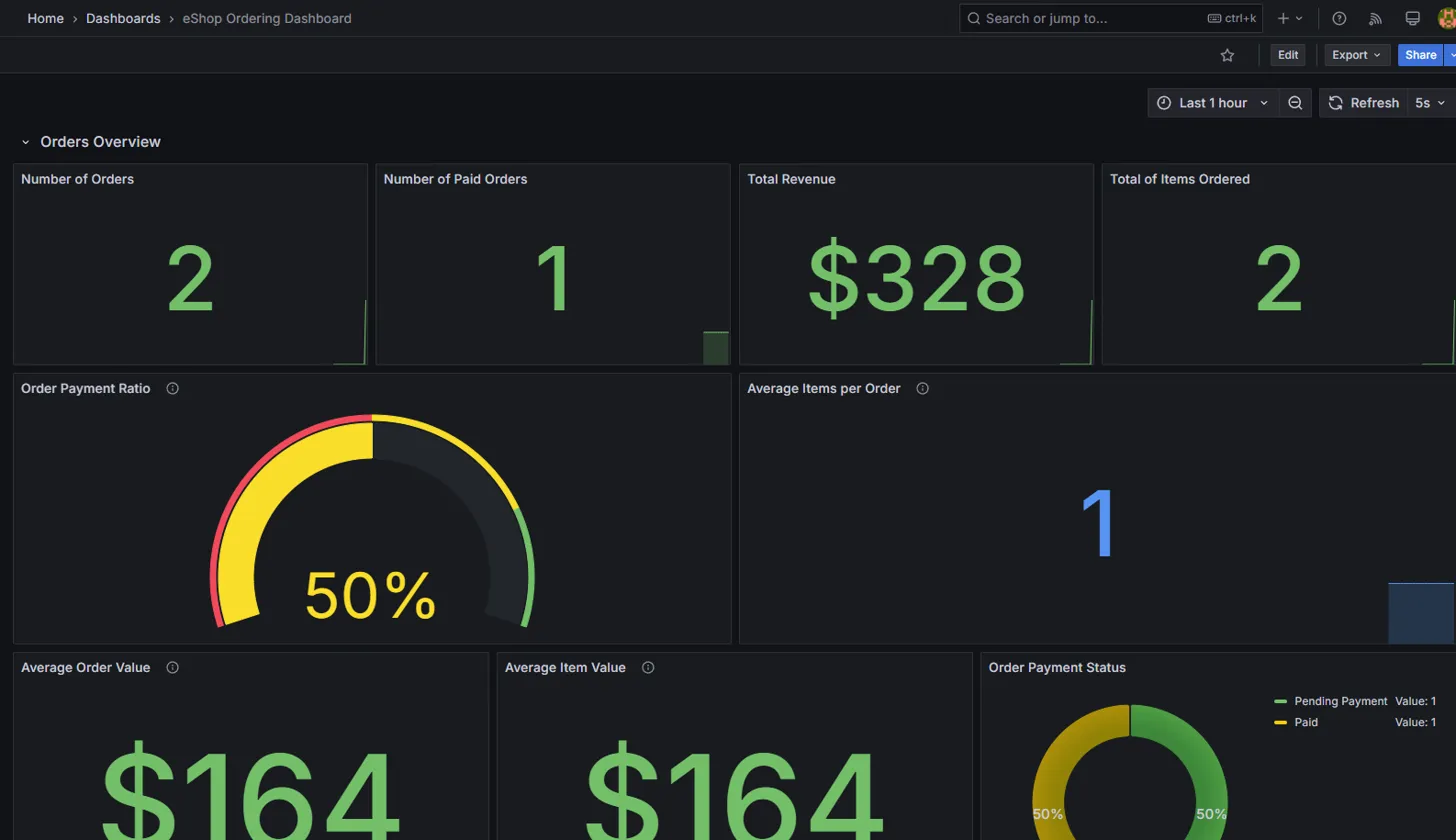 Home › Dashboards › eShop Ordering Dashboard
Search or jump to... ctrl+k
Edit Export Share
Last 1 hour Refresh 5s
Orders Overview
Number of Orders
2
Number of Paid Orders
1
Total Revenue
$328
Total of Items Ordered
2
Order Payment Ratio
50%
Average Items per Order
1
Average Order Value
$164
Average Item Value
$164
Order Payment Status
Pending Payment Value: 1
Paid Value: 1
50% 50%